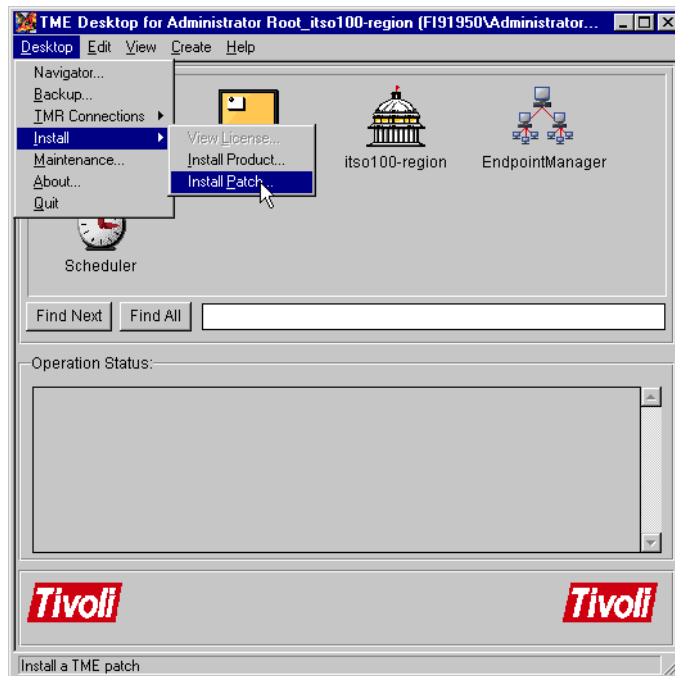 TME Desktop for Administrator Root_itso100-region (FI91950\Administrator...
Desktop Edit View Create Help
Navigator...
Backup...
TMR Connections
Install
Maintenance...
About...
Quit
View License...
Install Product...
Install Patch...
itso100-region
EndpointManager
Scheduler
Find Next
Find All
Operation Status:
Tivoli
Tivoli
Install a TME patch